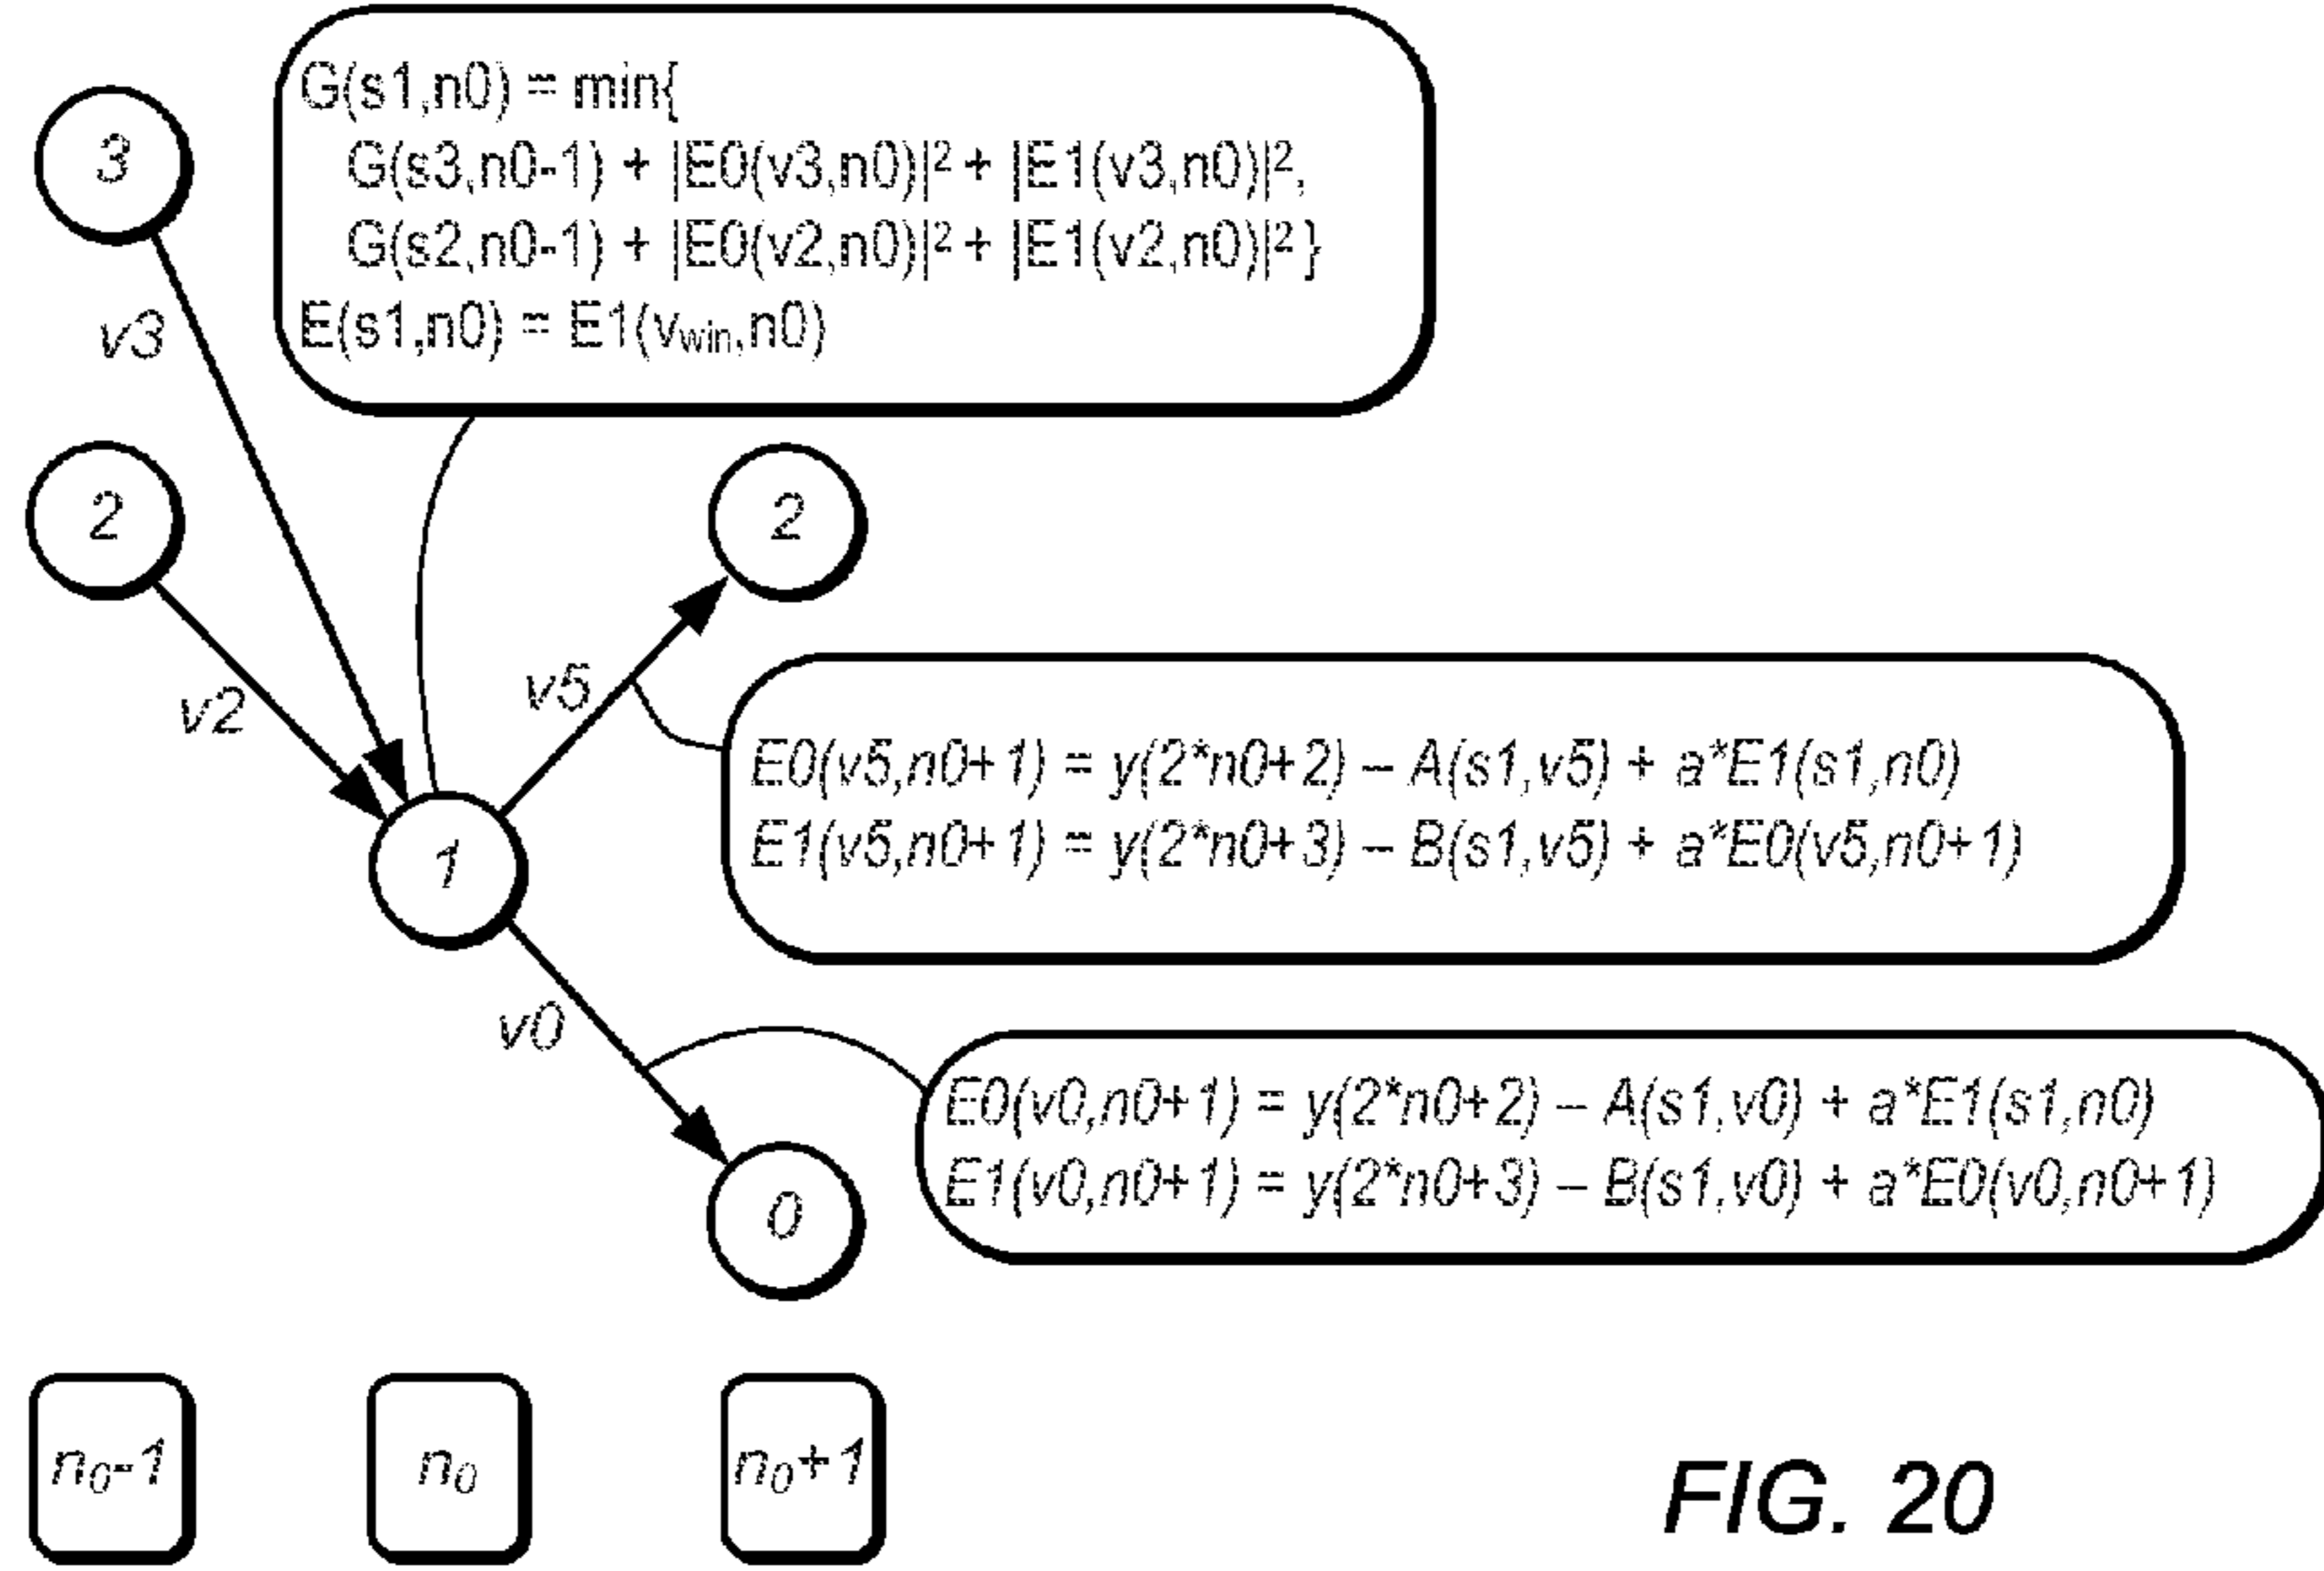 G(s1,n0) = min{
G(s3,n0-1) + |E0(v3,n0)|² + |E1(v3,n0)|²,
G(s2,n0-1) + |E0(v2,n0)|² + |E1(v2,n0)|² }
E(s1,n0) = E1(vwin,n0)
3
v3
2
2
v2
v5
E0(v5,n0+1) = y(2*n0+2) – A(s1,v5) + a*E1(s1,n0)
E1(v5,n0+1) = y(2*n0+3) – B(s1,v5) + a*E0(v5,n0+1)
1
v0
E0(v0,n0+1) = y(2*n0+2) – A(s1,v0) + a*E1(s1,n0)
E1(v0,n0+1) = y(2*n0+3) – B(s1,v0) + a*E0(v0,n0+1)
0
n0-1
n0
n0+1
FIG. 20